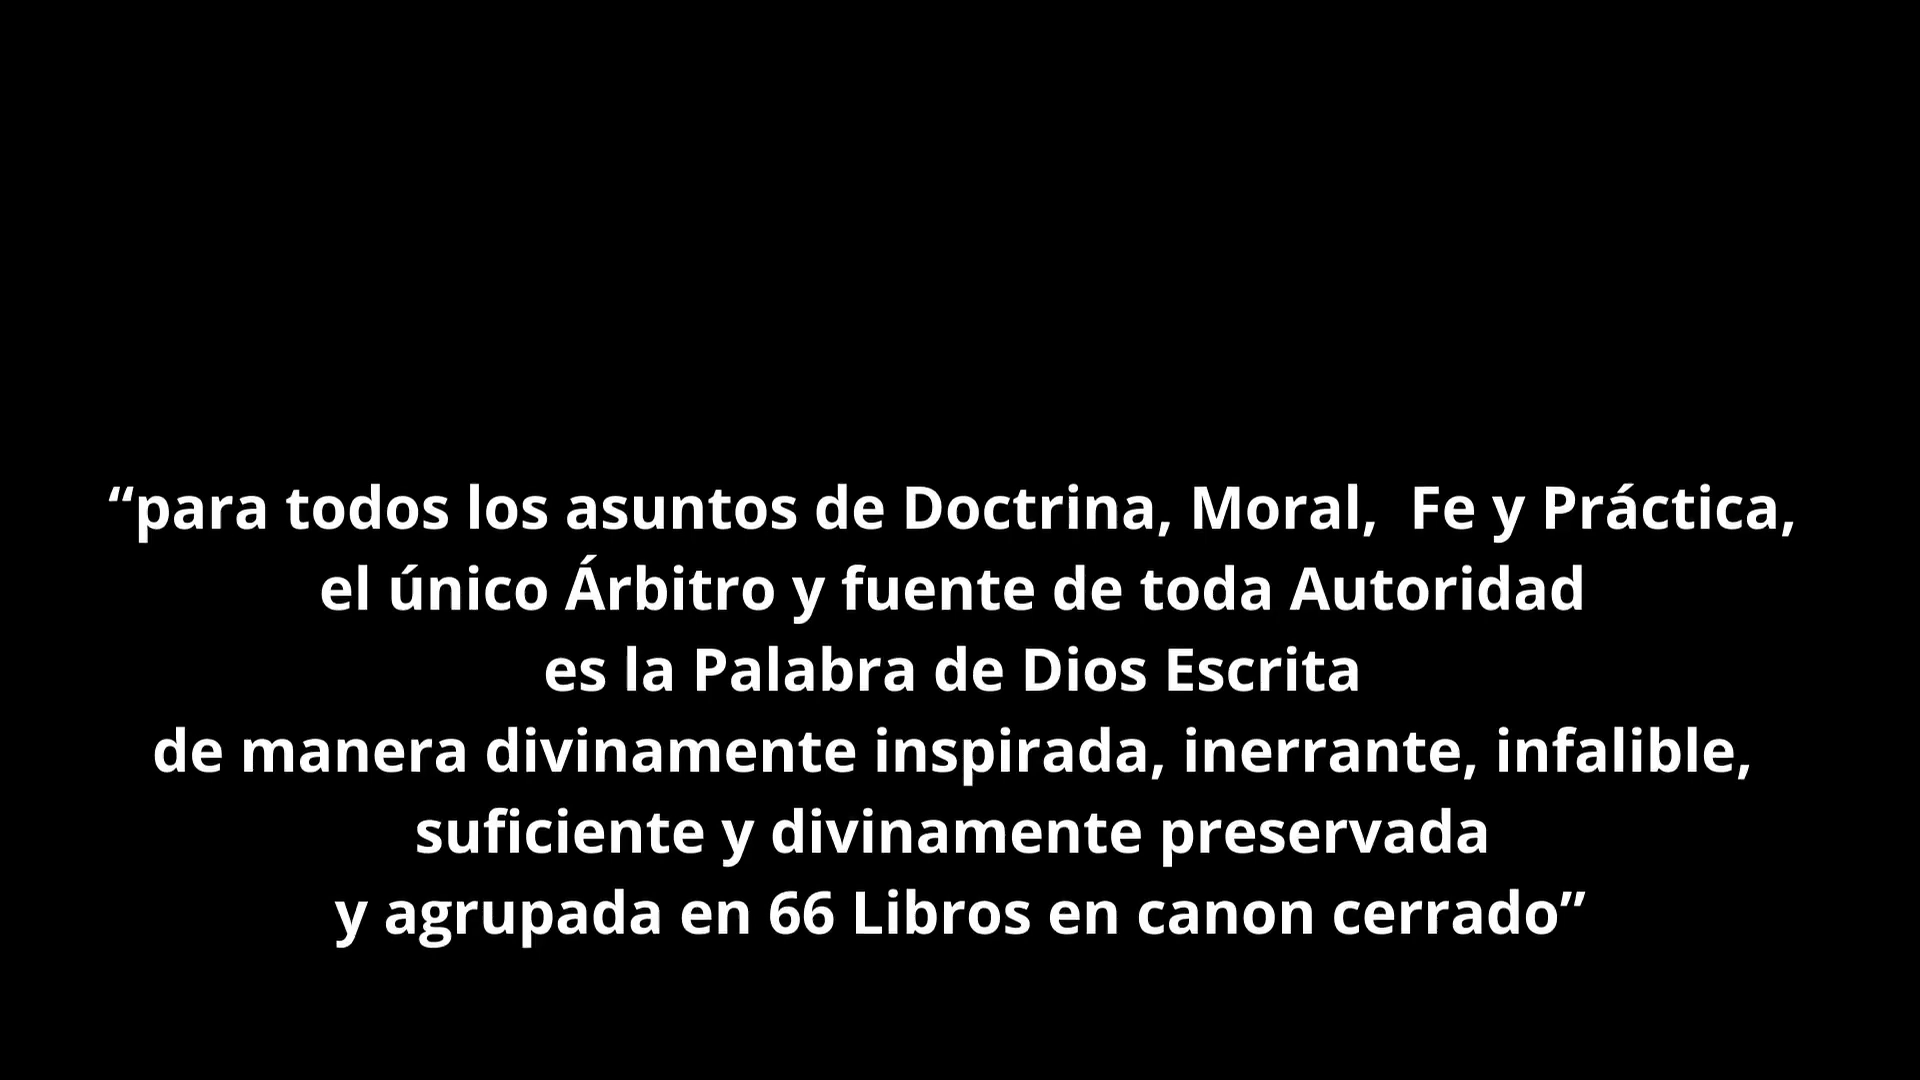 “para todos los asuntos de Doctrina, Moral,  Fe y Práctica,
el único Árbitro y fuente de toda Autoridad
es la Palabra de Dios Escrita
de manera divinamente inspirada, inerrante, infalible,
suficiente y divinamente preservada
y agrupada en 66 Libros en canon cerrado”